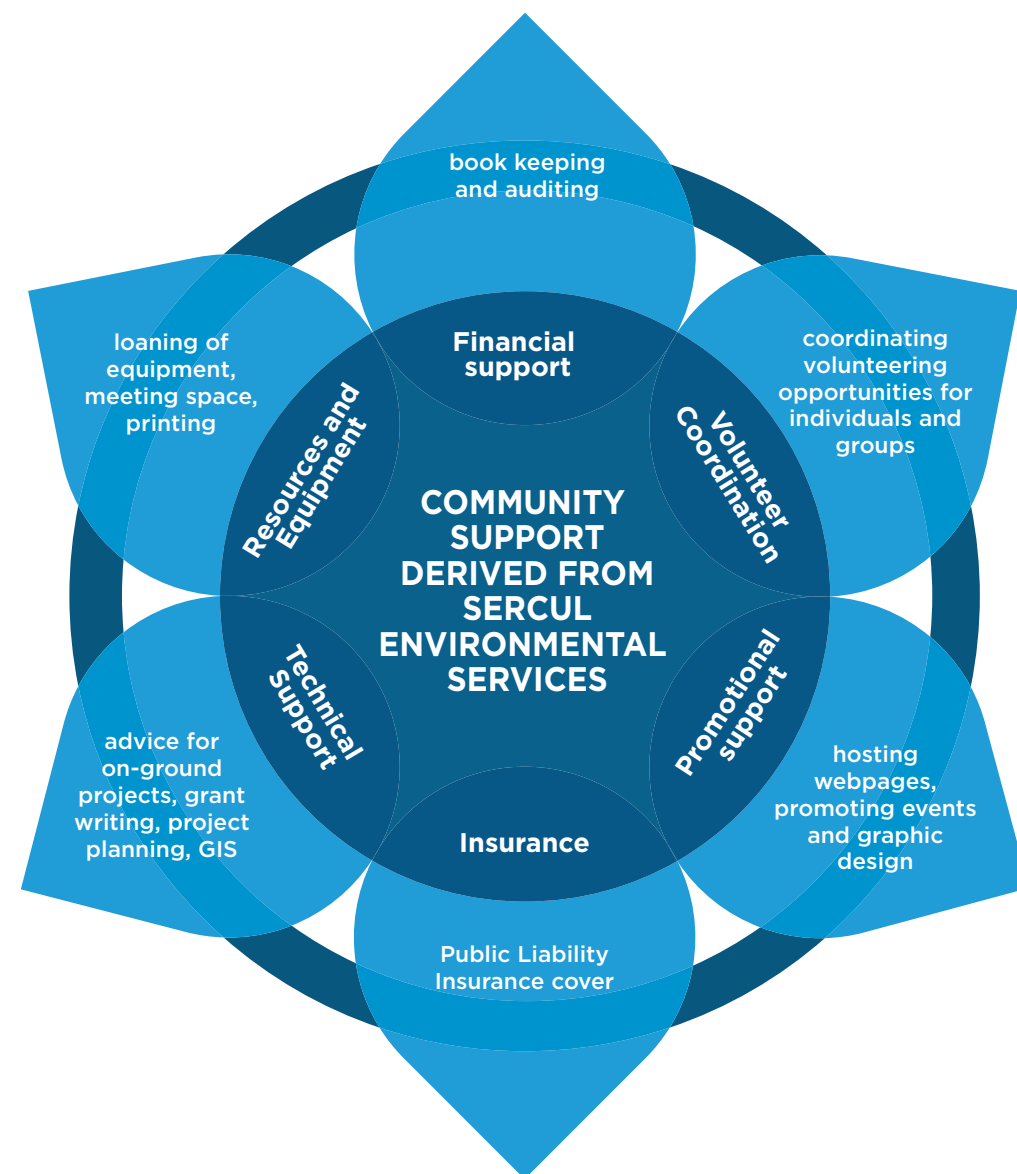 book keeping
and auditing
Financial
support
coordinating
volunteering
opportunities for
individuals and
groups
Volunteer
Coordination
hosting
webpages,
promoting events
and graphic
design
Promotional
support
Public Liability
Insurance cover
Insurance
advice for
on-ground
projects, grant
writing, project
planning, GIS
Technical
Support
loaning of
equipment,
meeting space,
printing
Resources and
Equipment
COMMUNITY
SUPPORT
DERIVED FROM
SERCUL
ENVIRONMENTAL
SERVICES